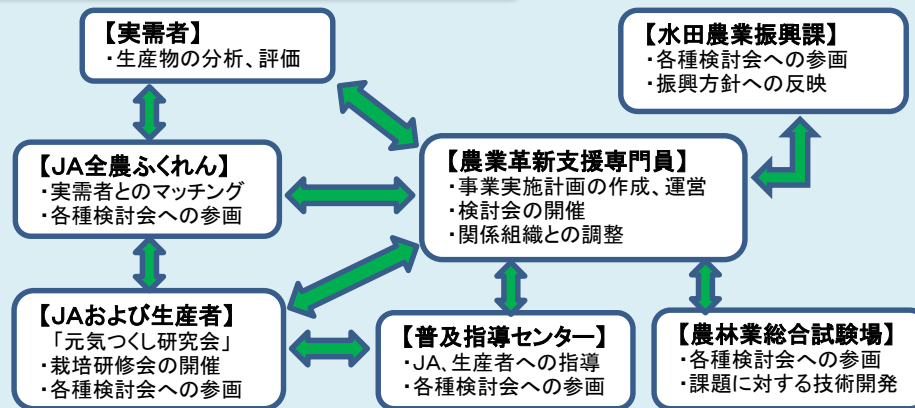 【実需者】
・生産物の分析、評価
【水田農業振興課】
・各種検討会への参画
・振興方針への反映
【JA全農ふくれん】
・実需者とのマッチング
・各種検討会への参画
【農業革新支援専門員】
・事業実施計画の作成、運営
・検討会の開催
・関係組織との調整
【JAおよび生産者】
「元気つくし研究会」
・栽培研修会の開催
・各種検討会への参画
【普及指導センター】
・JA、生産者への指導
・各種検討会への参画
【農林業総合試験場】
・各種検討会への参画
・課題に対する技術開発